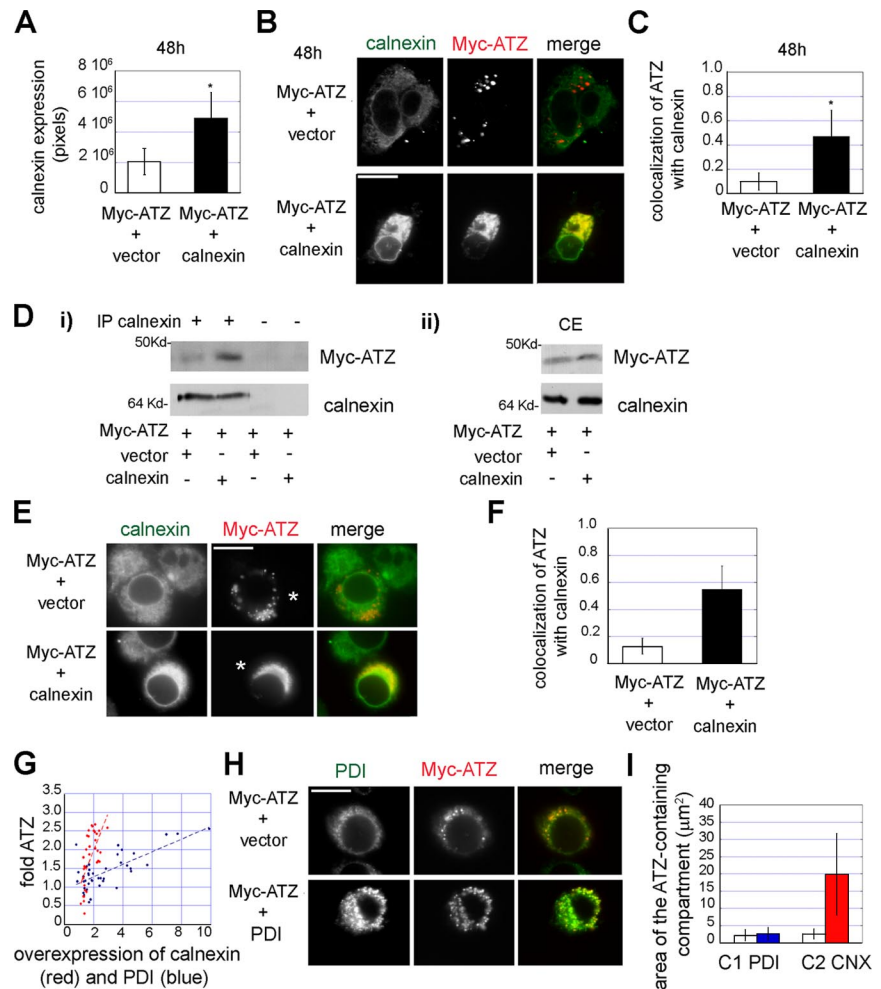 A
48h
calnexin expression
(pixels)
8 10⁶
6 10⁶
4 10⁶
2 10⁶
0
*
Myc-ATZ
+
vector
Myc-ATZ
+
calnexin
B
48h
calnexin
Myc-ATZ
merge
Myc-ATZ
+
vector
Myc-ATZ
+
calnexin
C
48h
colocalization of ATZ
with calnexin
1.0
0.8
0.6
0.4
0.2
0
*
Myc-ATZ
+
vector
Myc-ATZ
+
calnexin
D
i)
IP calnexin + + - -
50Kd-
Myc-ATZ
64 Kd-
calnexin
Myc-ATZ + + + +
vector + - + -
calnexin - + - +
ii)
CE
50Kd-
Myc-ATZ
64 Kd-
calnexin
Myc-ATZ + +
vector + -
calnexin - +
E
calnexin
Myc-ATZ
merge
Myc-ATZ
+
vector
*
Myc-ATZ
+
calnexin
*
F
colocalization of ATZ
with calnexin
1.0
0.8
0.6
0.4
0.2
0
Myc-ATZ
+
vector
Myc-ATZ
+
calnexin
G
fold ATZ
3.5
3.0
2.5
2.0
1.5
1.0
0.5
0
0 2 4 6 8 10
overexpression of calnexin
(red) and PDI (blue)
H
PDI
Myc-ATZ
merge
Myc-ATZ
+
vector
Myc-ATZ
+
PDI
I
area of the ATZ-containing
compartment (µm²)
40
35
30
25
20
15
10
5
0
C1 PDI C2 CNX